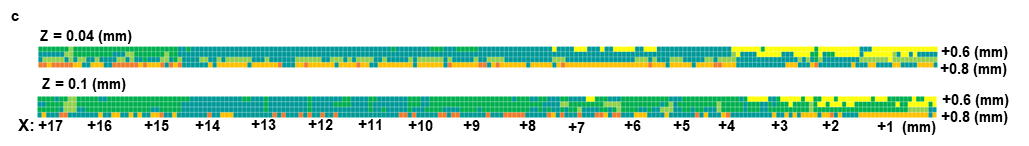 c
Z = 0.04 (mm)
+0.6 (mm)
+0.8 (mm)
Z = 0.1 (mm)
+0.6 (mm)
+0.8 (mm)
X: +17 +16 +15 +14 +13 +12 +11 +10 +9 +8 +7 +6 +5 +4 +3 +2 +1 (mm)